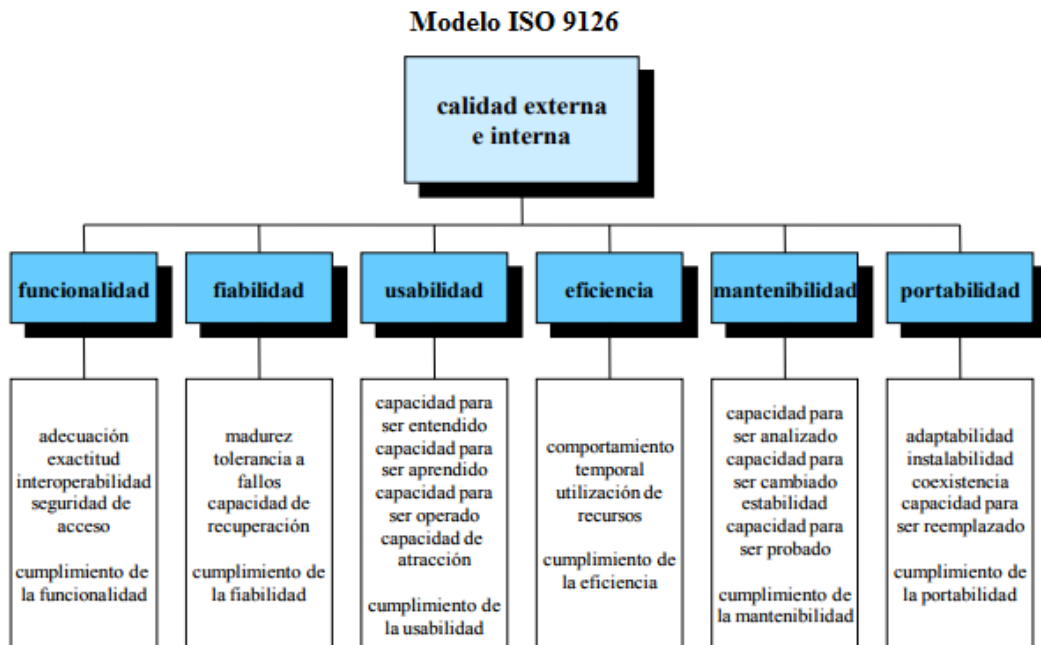 Modelo ISO 9126
calidad externa
e interna
funcionalidad
fiabilidad
usabilidad
eficiencia
mantenibilidad
portabilidad
adecuación
exactitud
interoperabilidad
seguridad de
acceso
cumplimiento de
la funcionalidad
madurez
tolerancia a
fallos
capacidad de
recuperación
cumplimiento de
la fiabilidad
capacidad para
ser entendido
capacidad para
ser aprendido
capacidad para
ser operado
capacidad de
atracción
cumplimiento de
la usabilidad
comportamiento
temporal
utilización de
recursos
cumplimiento de
la eficiencia
capacidad para
ser analizado
capacidad para
ser cambiado
estabilidad
capacidad para
ser probado
cumplimiento de
la mantenibilidad
adaptabilidad
instalabilidad
coexistencia
capacidad para
ser reemplazado
cumplimiento de
la portabilidad